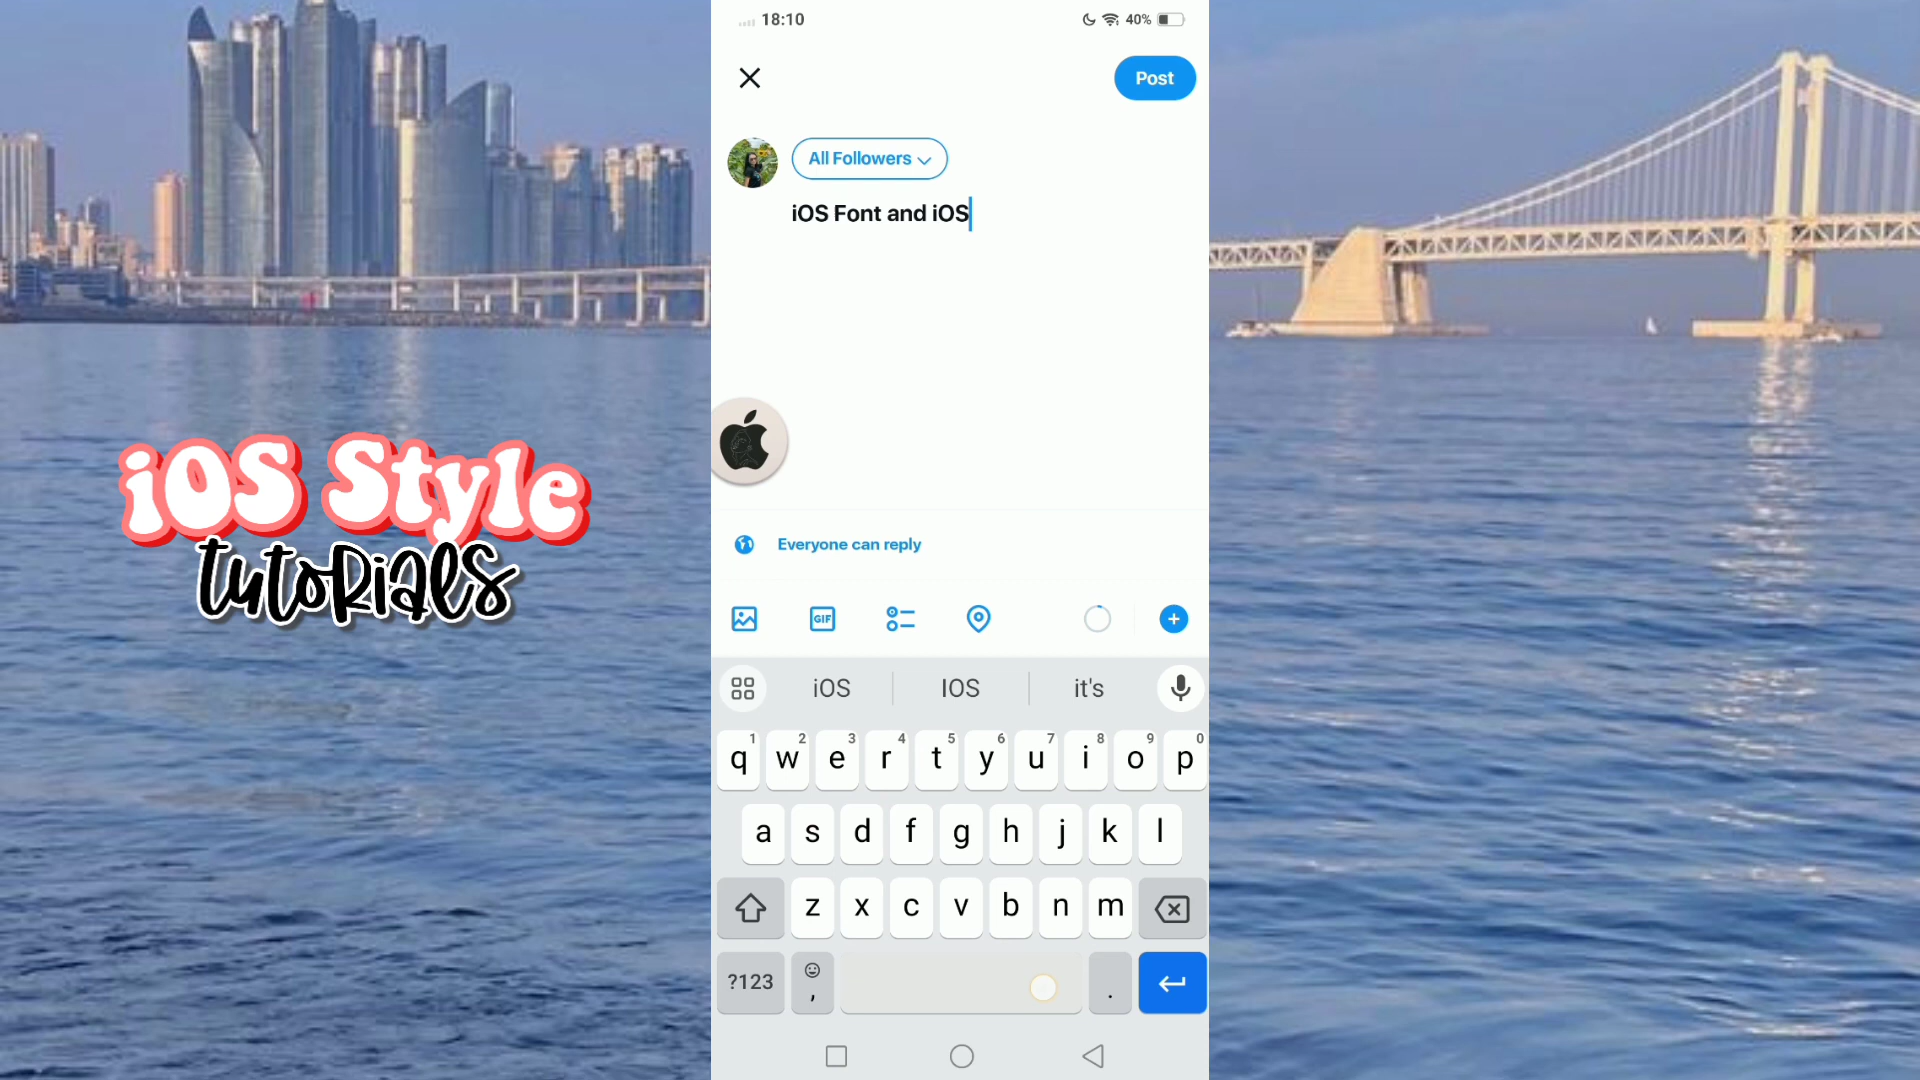 iOS Style
tutorials
18:10
40%
Post
All Followers
iOS Font and iOS
Everyone can reply
GIF
iOS IOS it's
1 2 3 4 5 6 7 8 9 0
q w e r t y u i o p
a s d f g h j k l
z x c v b n m
?123 , .